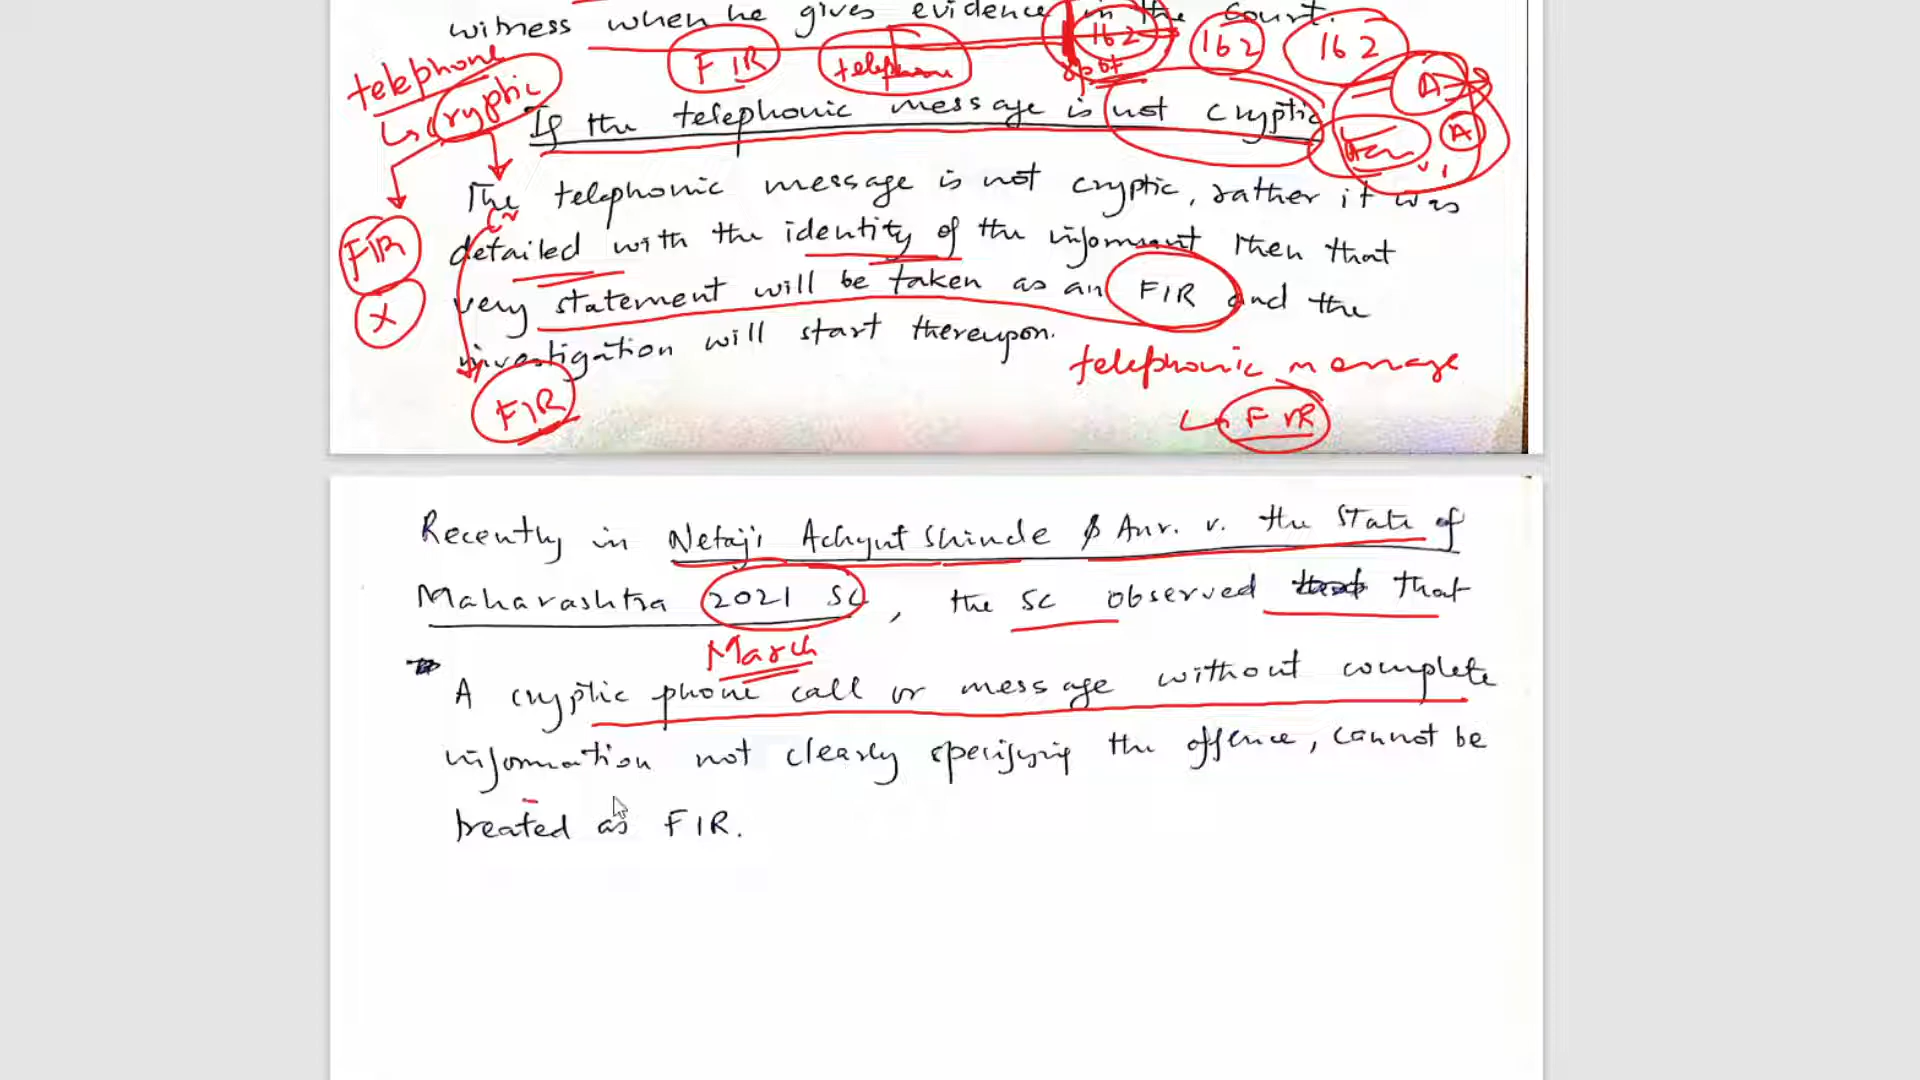 witness when he gives evidence in the court.
FIR telephone 162 162 162
spot
telephone
cryptic
If the telephonic message is not cryptic
A
A
The telephonic message is not cryptic, rather it was
detailed with the identity of the informant then that
FIR
very statement will be taken as an FIR and the
X
investigation will start thereupon.
telephonic message
FIR
FIR
Recently in Netaji Achyut Shinde & Anr. v. the State of
Maharashtra 2021 SC, the SC observed that
March
A cryptic phone call or message without complete
information not clearly specifying the offence, cannot be
treated as FIR.